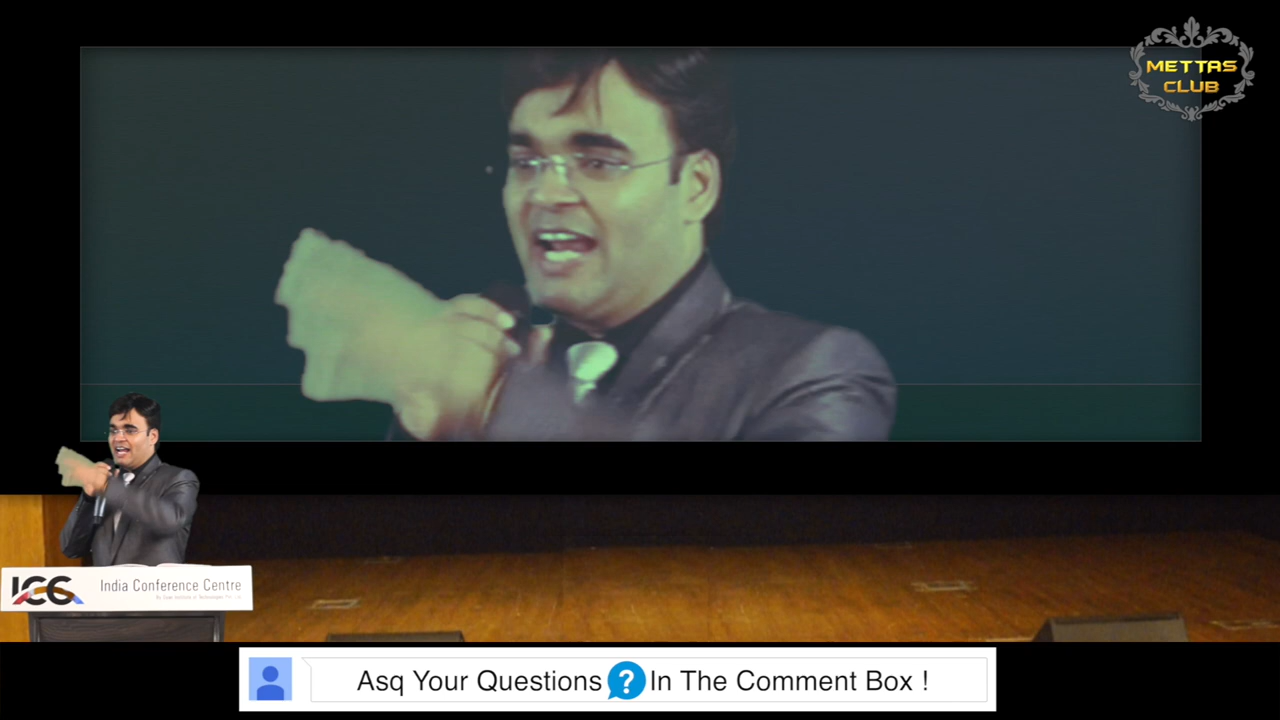 METTAS
CLUB
ICC India Conference Centre
Asq Your Questions ? In The Comment Box !